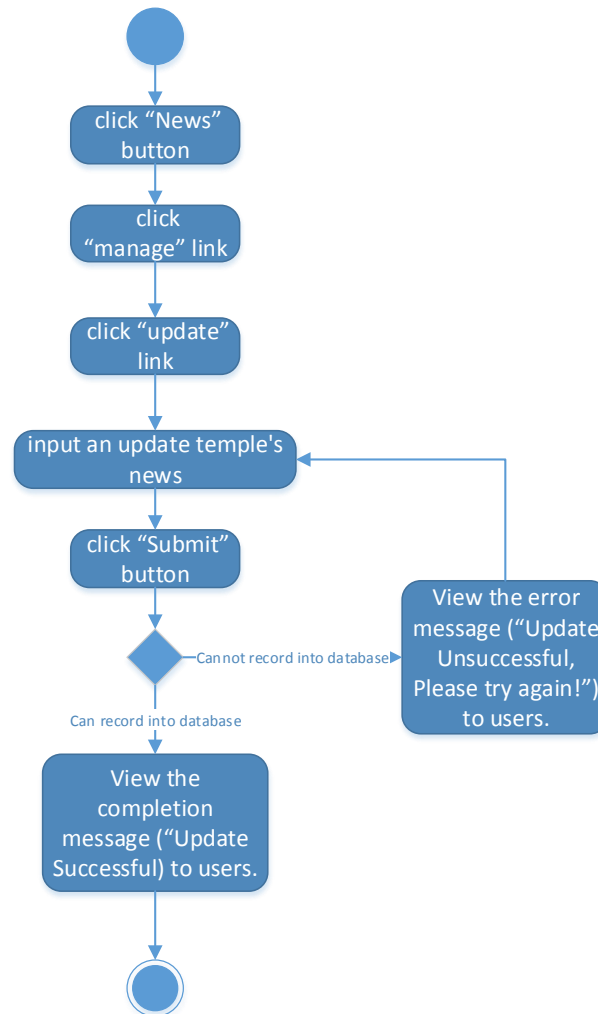 click “News”
button
click
“manage” link
click “update”
link
input an update temple's
news
click “Submit”
button
Cannot record into database
View the error
message (“Update
Unsuccessful,
Please try again!”)
to users.
Can record into database
View the
completion
message (“Update
Successful) to users.